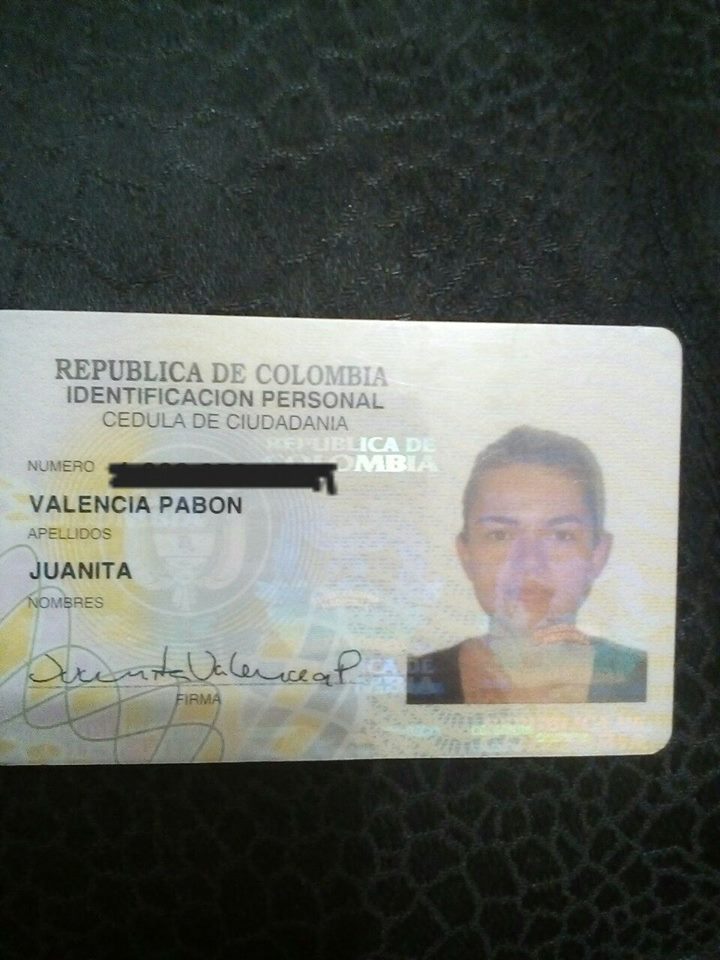 REPUBLICA DE COLOMBIA
IDENTIFICACION PERSONAL
CEDULA DE CIUDADANIA
REPUBLICA DE
COLOMBIA
NUMERO
VALENCIA PABON
APELLIDOS
JUANITA
NOMBRES
Juanita Valencia P
FIRMA